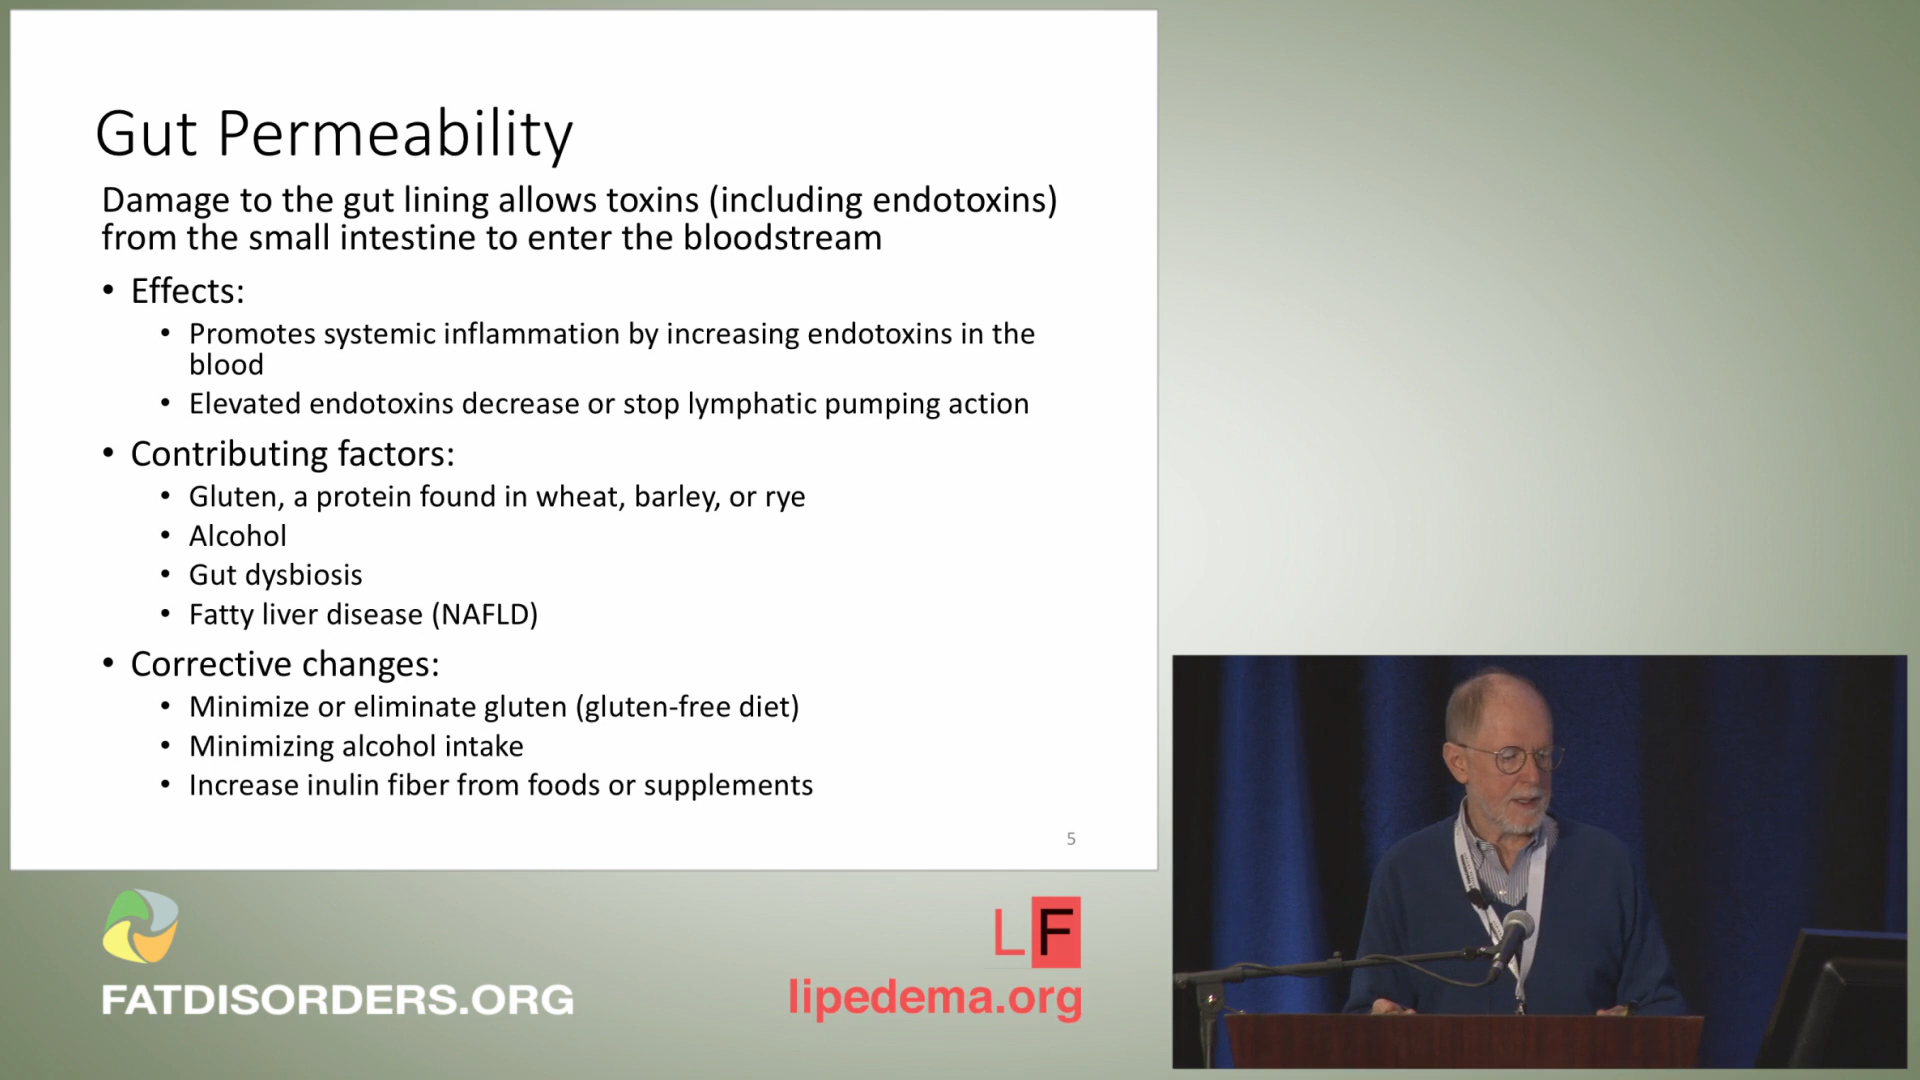 Gut Permeability
Damage to the gut lining allows toxins (including endotoxins)
from the small intestine to enter the bloodstream
• Effects:
• Promotes systemic inflammation by increasing endotoxins in the
blood
• Elevated endotoxins decrease or stop lymphatic pumping action
• Contributing factors:
• Gluten, a protein found in wheat, barley, or rye
• Alcohol
• Gut dysbiosis
• Fatty liver disease (NAFLD)
• Corrective changes:
• Minimize or eliminate gluten (gluten-free diet)
• Minimizing alcohol intake
• Increase inulin fiber from foods or supplements
5
FATDISORDERS.ORG
LF
lipedema.org